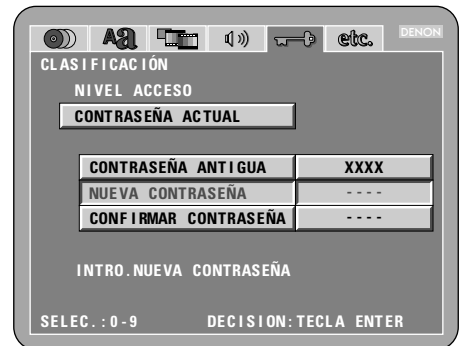 Aa etc. DENON
CLASIFICACIÓN
NIVEL ACCESO
CONTRASEÑA ACTUAL
CONTRASEÑA ANTIGUA XXXX
NUEVA CONTRASEÑA - - - -
CONFIRMAR CONTRASEÑA - - - -
INTRO.NUEVA CONTRASEÑA
SELEC.:0-9 DECISION:TECLA ENTER